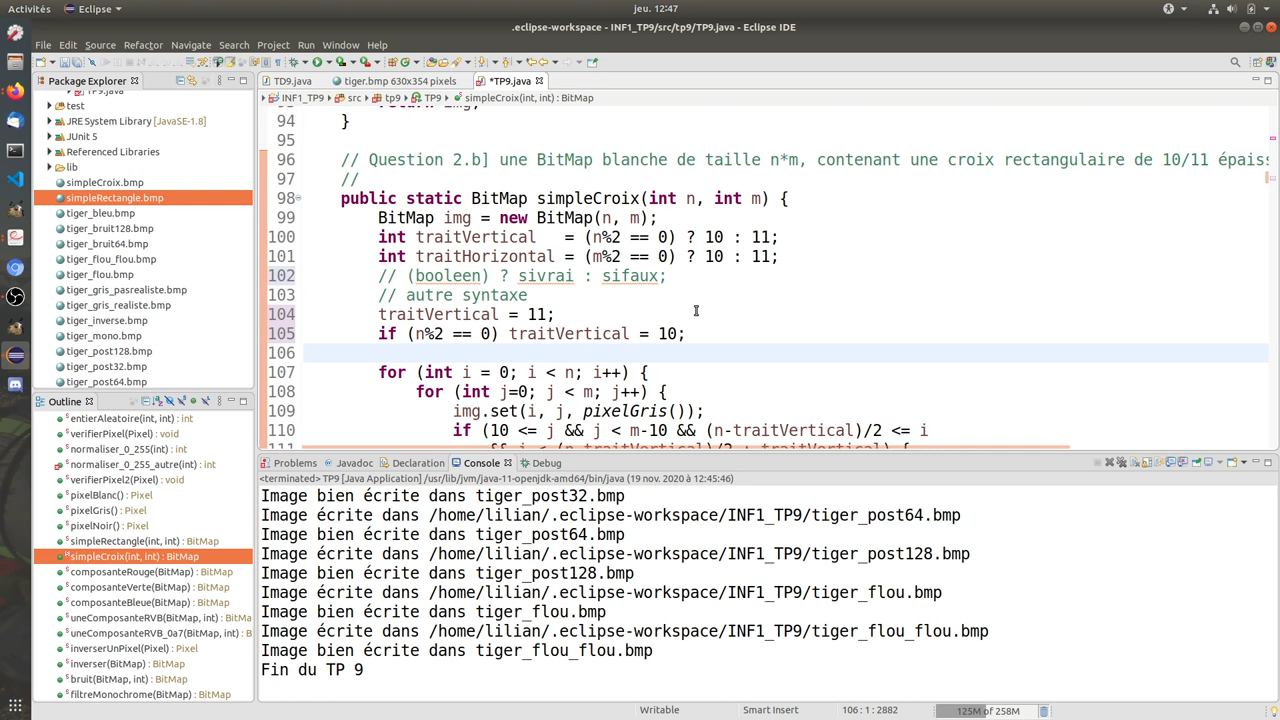 Activités
Eclipse
jeu. 12:47
.eclipse-workspace - INF1_TP9/src/tp9/TP9.java - Eclipse IDE
File Edit Source Refactor Navigate Search Project Run Window Help
Package Explorer
TD9.java
tiger.bmp 630x354 pixels
*TP9.java
INF1_TP9 src tp9 TP9 simpleCroix(int, int) : BitMap
TP9.java
test
JRE System Library [JavaSE-1.8]
JUnit 5
Referenced Libraries
lib
simpleCroix.bmp
simpleRectangle.bmp
tiger_bleu.bmp
tiger_bruit128.bmp
tiger_bruit64.bmp
tiger_flou_flou.bmp
tiger_flou.bmp
tiger_gris_pasrealiste.bmp
tiger_gris_realiste.bmp
tiger_inverse.bmp
tiger_mono.bmp
tiger_post128.bmp
tiger_post32.bmp
tiger_post64.bmp
93 return img;
94 }
95
96 // Question 2.b] une BitMap blanche de taille n*m, contenant une croix rectangulaire de 10/11 épais
97 //
98 public static BitMap simpleCroix(int n, int m) {
99 BitMap img = new BitMap(n, m);
100 int traitVertical = (n%2 == 0) ? 10 : 11;
101 int traitHorizontal = (m%2 == 0) ? 10 : 11;
102 // (booleen) ? sivrai : sifaux;
103 // autre syntaxe
104 traitVertical = 11;
105 if (n%2 == 0) traitVertical = 10;
106
107 for (int i = 0; i < n; i++) {
108 for (int j=0; j < m; j++) {
109 img.set(i, j, pixelGris());
110 if (10 <= j && j < m-10 && (n-traitVertical)/2 <= i
111 && i < (n-traitVertical)/2 + traitVertical) {
Outline
entierAleatoire(int, int) : int
verifierPixel(Pixel) : void
normaliser_0_255(int) : int
normaliser_0_255_autre(int) : int
verifierPixel2(Pixel) : void
pixelBlanc() : Pixel
pixelGris() : Pixel
pixelNoir() : Pixel
simpleRectangle(int, int) : BitMap
simpleCroix(int, int) : BitMap
composanteRouge(BitMap) : BitMap
composanteVerte(BitMap) : BitMap
composanteBleue(BitMap) : BitMap
uneComposanteRVB(BitMap, int) : BitMa
uneComposanteRVB_0a7(BitMap, int) : B
inverserUnPixel(Pixel) : Pixel
inverser(BitMap) : BitMap
bruit(BitMap, int) : BitMap
filtreMonochrome(BitMap) : BitMap
Problems Javadoc Declaration Console Debug
<terminated> TP9 [Java Application] /usr/lib/jvm/java-11-openjdk-amd64/bin/java (19 nov. 2020 à 12:45:46)
Image bien écrite dans tiger_post32.bmp
Image écrite dans /home/lilian/.eclipse-workspace/INF1_TP9/tiger_post64.bmp
Image bien écrite dans tiger_post64.bmp
Image écrite dans /home/lilian/.eclipse-workspace/INF1_TP9/tiger_post128.bmp
Image bien écrite dans tiger_post128.bmp
Image écrite dans /home/lilian/.eclipse-workspace/INF1_TP9/tiger_flou.bmp
Image bien écrite dans tiger_flou.bmp
Image écrite dans /home/lilian/.eclipse-workspace/INF1_TP9/tiger_flou_flou.bmp
Image bien écrite dans tiger_flou_flou.bmp
Fin du TP 9
Writable
Smart Insert
106 : 1 : 2882
125M of 258M